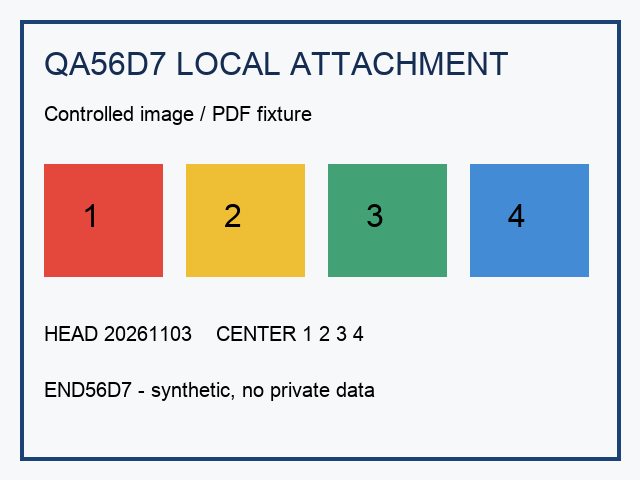 QA56D7 LOCAL ATTACHMENT
Controlled image / PDF fixture
1 2 3 4
HEAD 20261103 CENTER 1 2 3 4
END56D7 - synthetic, no private data